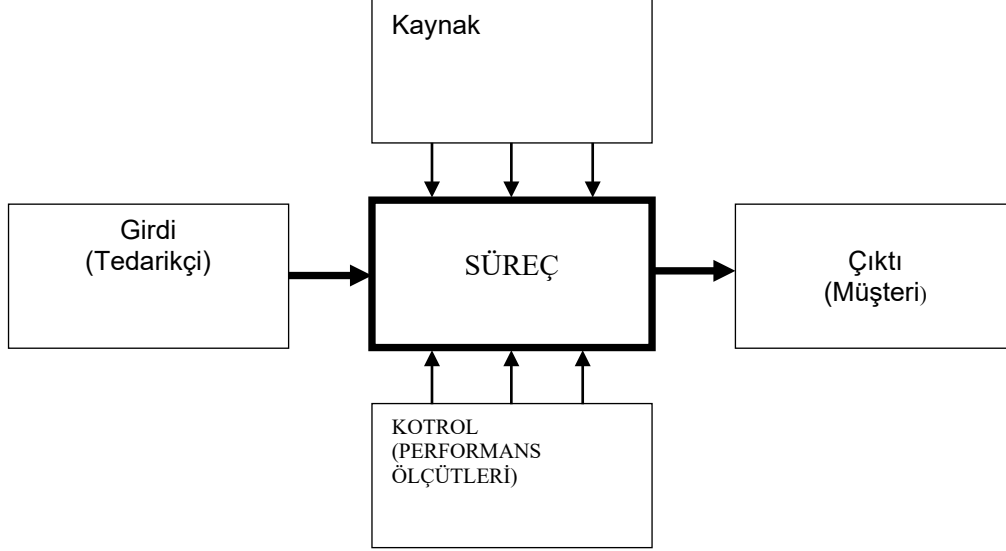 Kaynak
Girdi
(Tedarikçi)
SÜREÇ
Çıktı
(Müşteri)
KOTROL
(PERFORMANS
ÖLÇÜTLERİ)